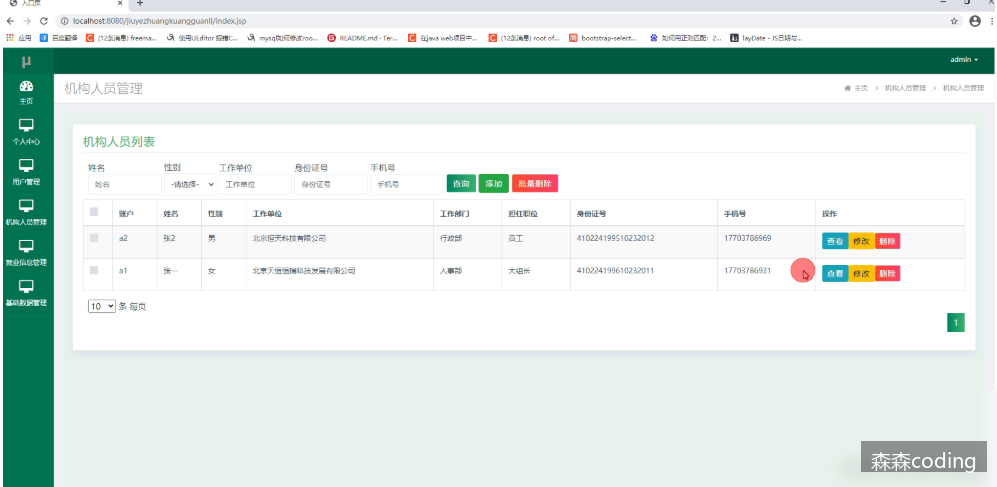 入口页
localhost:8080/jiuyezhuangkuangguanli/index.jsp
应用 百度翻译 (12条消息) freema... 使用UEditor 报错C... mysql如何修改roo... README.md · Ter... 在java web项目中... (12条消息) root of... bootstrap-select... 如何用正则匹配：2... layDate - JS日期与...
μ
admin
主页
个人中心
用户管理
机构人员管理
就业信息管理
基础数据管理
机构人员管理
主页 > 机构人员管理 > 机构人员管理
机构人员列表
姓名 性别 工作单位 身份证号 手机号
姓名 -请选择- 工作单位 身份证号 手机号 查询 添加 批量删除
账户 姓名 性别 工作单位 工作部门 担任职位 身份证号 手机号 操作
a2 张2 男 北京恒天科技有限公司 行政部 员工 410224199510232012 17703786969 查看 修改 删除
a1 张一 女 北京天信恒瑞科技发展有限公司 人事部 大组长 410224199610232011 17703786931 查看 修改 删除
10 条 每页
1
森森coding